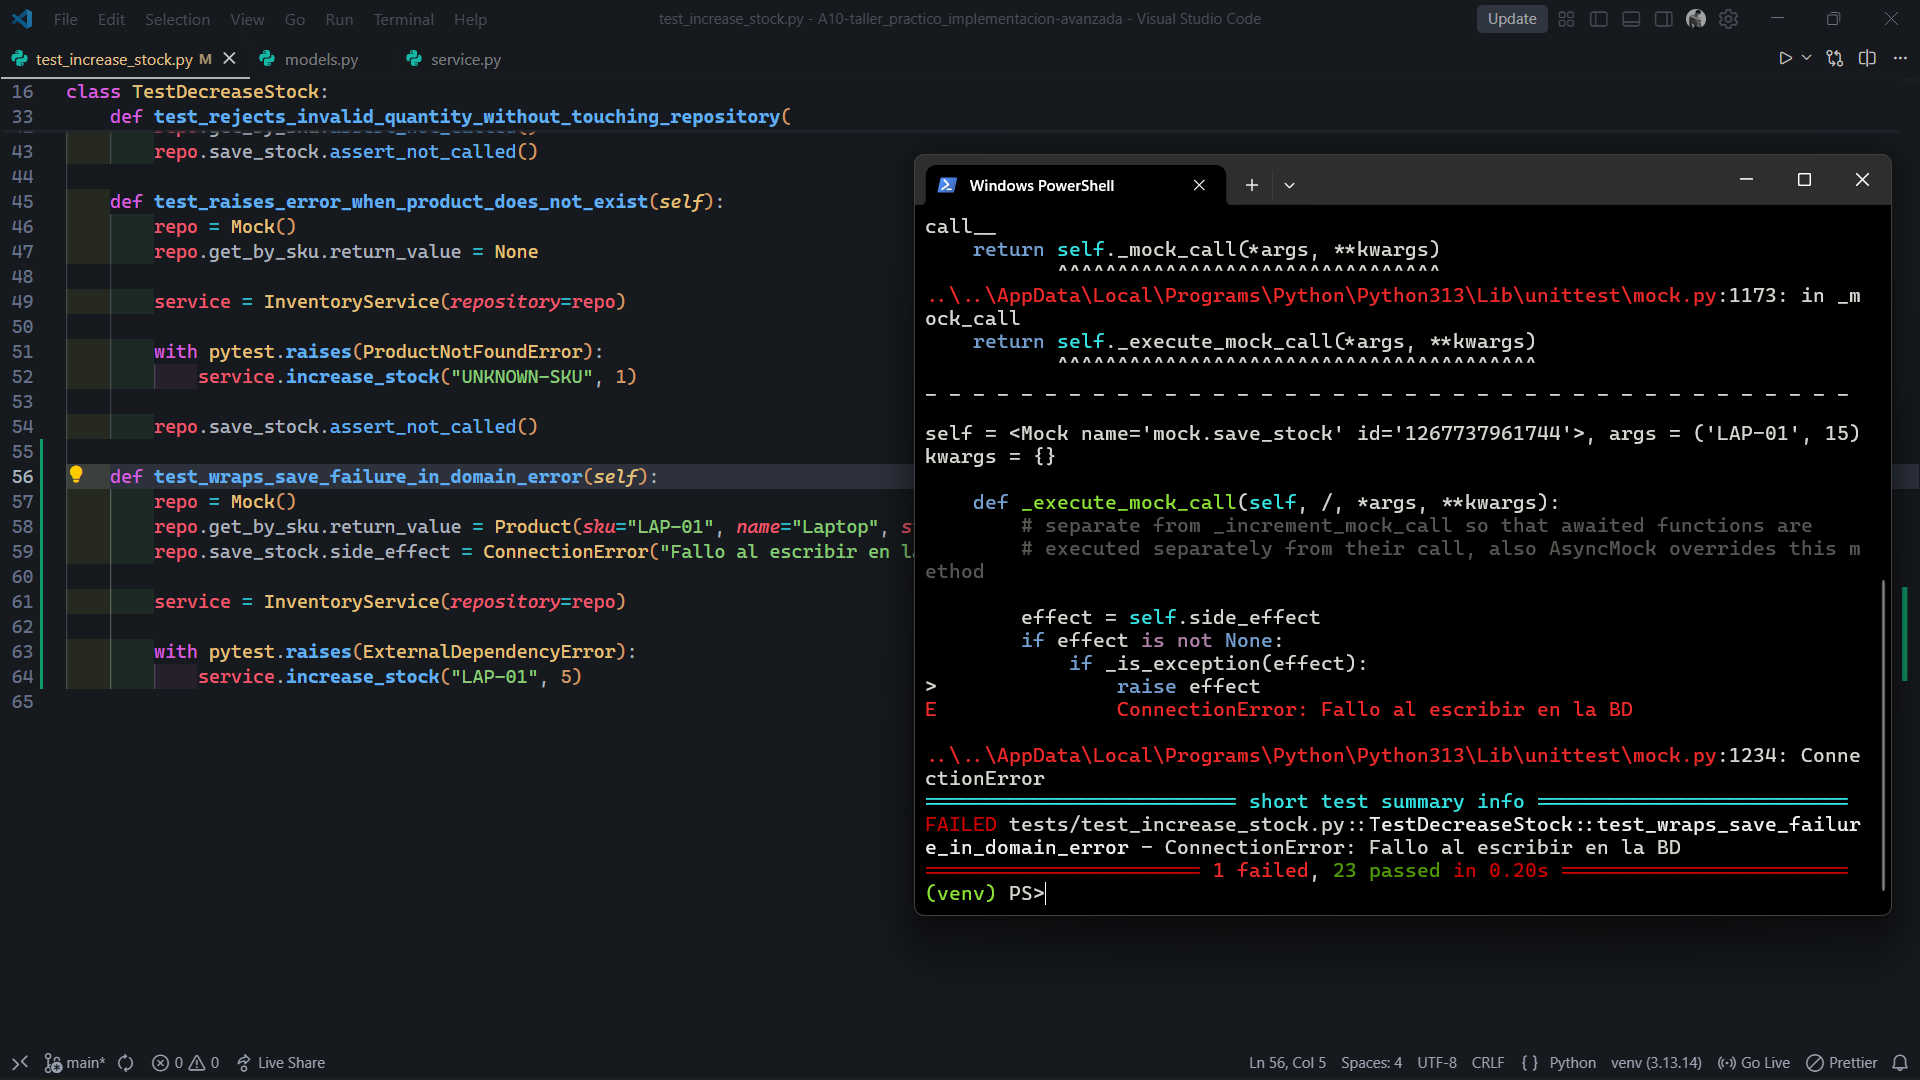 File Edit Selection View Go Run Terminal Help
test_increase_stock.py - A10-taller_practico_implementacion-avanzada - Visual Studio Code
Update
test_increase_stock.py M
models.py
service.py
16 class TestDecreaseStock:
33 def test_rejects_invalid_quantity_without_touching_repository(
43 repo.save_stock.assert_not_called()
44
45 def test_raises_error_when_product_does_not_exist(self):
46 repo = Mock()
47 repo.get_by_sku.return_value = None
48
49 service = InventoryService(repository=repo)
50
51 with pytest.raises(ProductNotFoundError):
52 service.increase_stock("UNKNOWN-SKU", 1)
53
54 repo.save_stock.assert_not_called()
55
56 def test_wraps_save_failure_in_domain_error(self):
57 repo = Mock()
58 repo.get_by_sku.return_value = Product(sku="LAP-01", name="Laptop",
59 repo.save_stock.side_effect = ConnectionError("Fallo al escribir en
60
61 service = InventoryService(repository=repo)
62
63 with pytest.raises(ExternalDependencyError):
64 service.increase_stock("LAP-01", 5)
65
Windows PowerShell
call__
return self._mock_call(*args, **kwargs)
^^^^^^^^^^^^^^^^^^^^^^^^^^^^^^^^
..\..\AppData\Local\Programs\Python\Python313\Lib\unittest\mock.py:1173: in _m
ock_call
return self._execute_mock_call(*args, **kwargs)
^^^^^^^^^^^^^^^^^^^^^^^^^^^^^^^^^^^^^^^^
_ _ _ _ _ _ _ _ _ _ _ _ _ _ _ _ _ _ _ _ _ _ _ _ _ _ _ _ _ _ _ _ _ _ _ _ _ _ _
self = <Mock name='mock.save_stock' id='1267737961744'>, args = ('LAP-01', 15)
kwargs = {}
def _execute_mock_call(self, /, *args, **kwargs):
# separate from _increment_mock_call so that awaited functions are
# executed separately from their call, also AsyncMock overrides this m
ethod
effect = self.side_effect
if effect is not None:
if _is_exception(effect):
> raise effect
E ConnectionError: Fallo al escribir en la BD
..\..\AppData\Local\Programs\Python\Python313\Lib\unittest\mock.py:1234: Conne
ctionError
========================== short test summary info ==========================
FAILED tests/test_increase_stock.py::TestDecreaseStock::test_wraps_save_failur
e_in_domain_error - ConnectionError: Fallo al escribir en la BD
======================= 1 failed, 23 passed in 0.20s ========================
(venv) PS>
main* 0 0 Live Share
Ln 56, Col 5 Spaces: 4 UTF-8 CRLF { } Python venv (3.13.14) Go Live Prettier